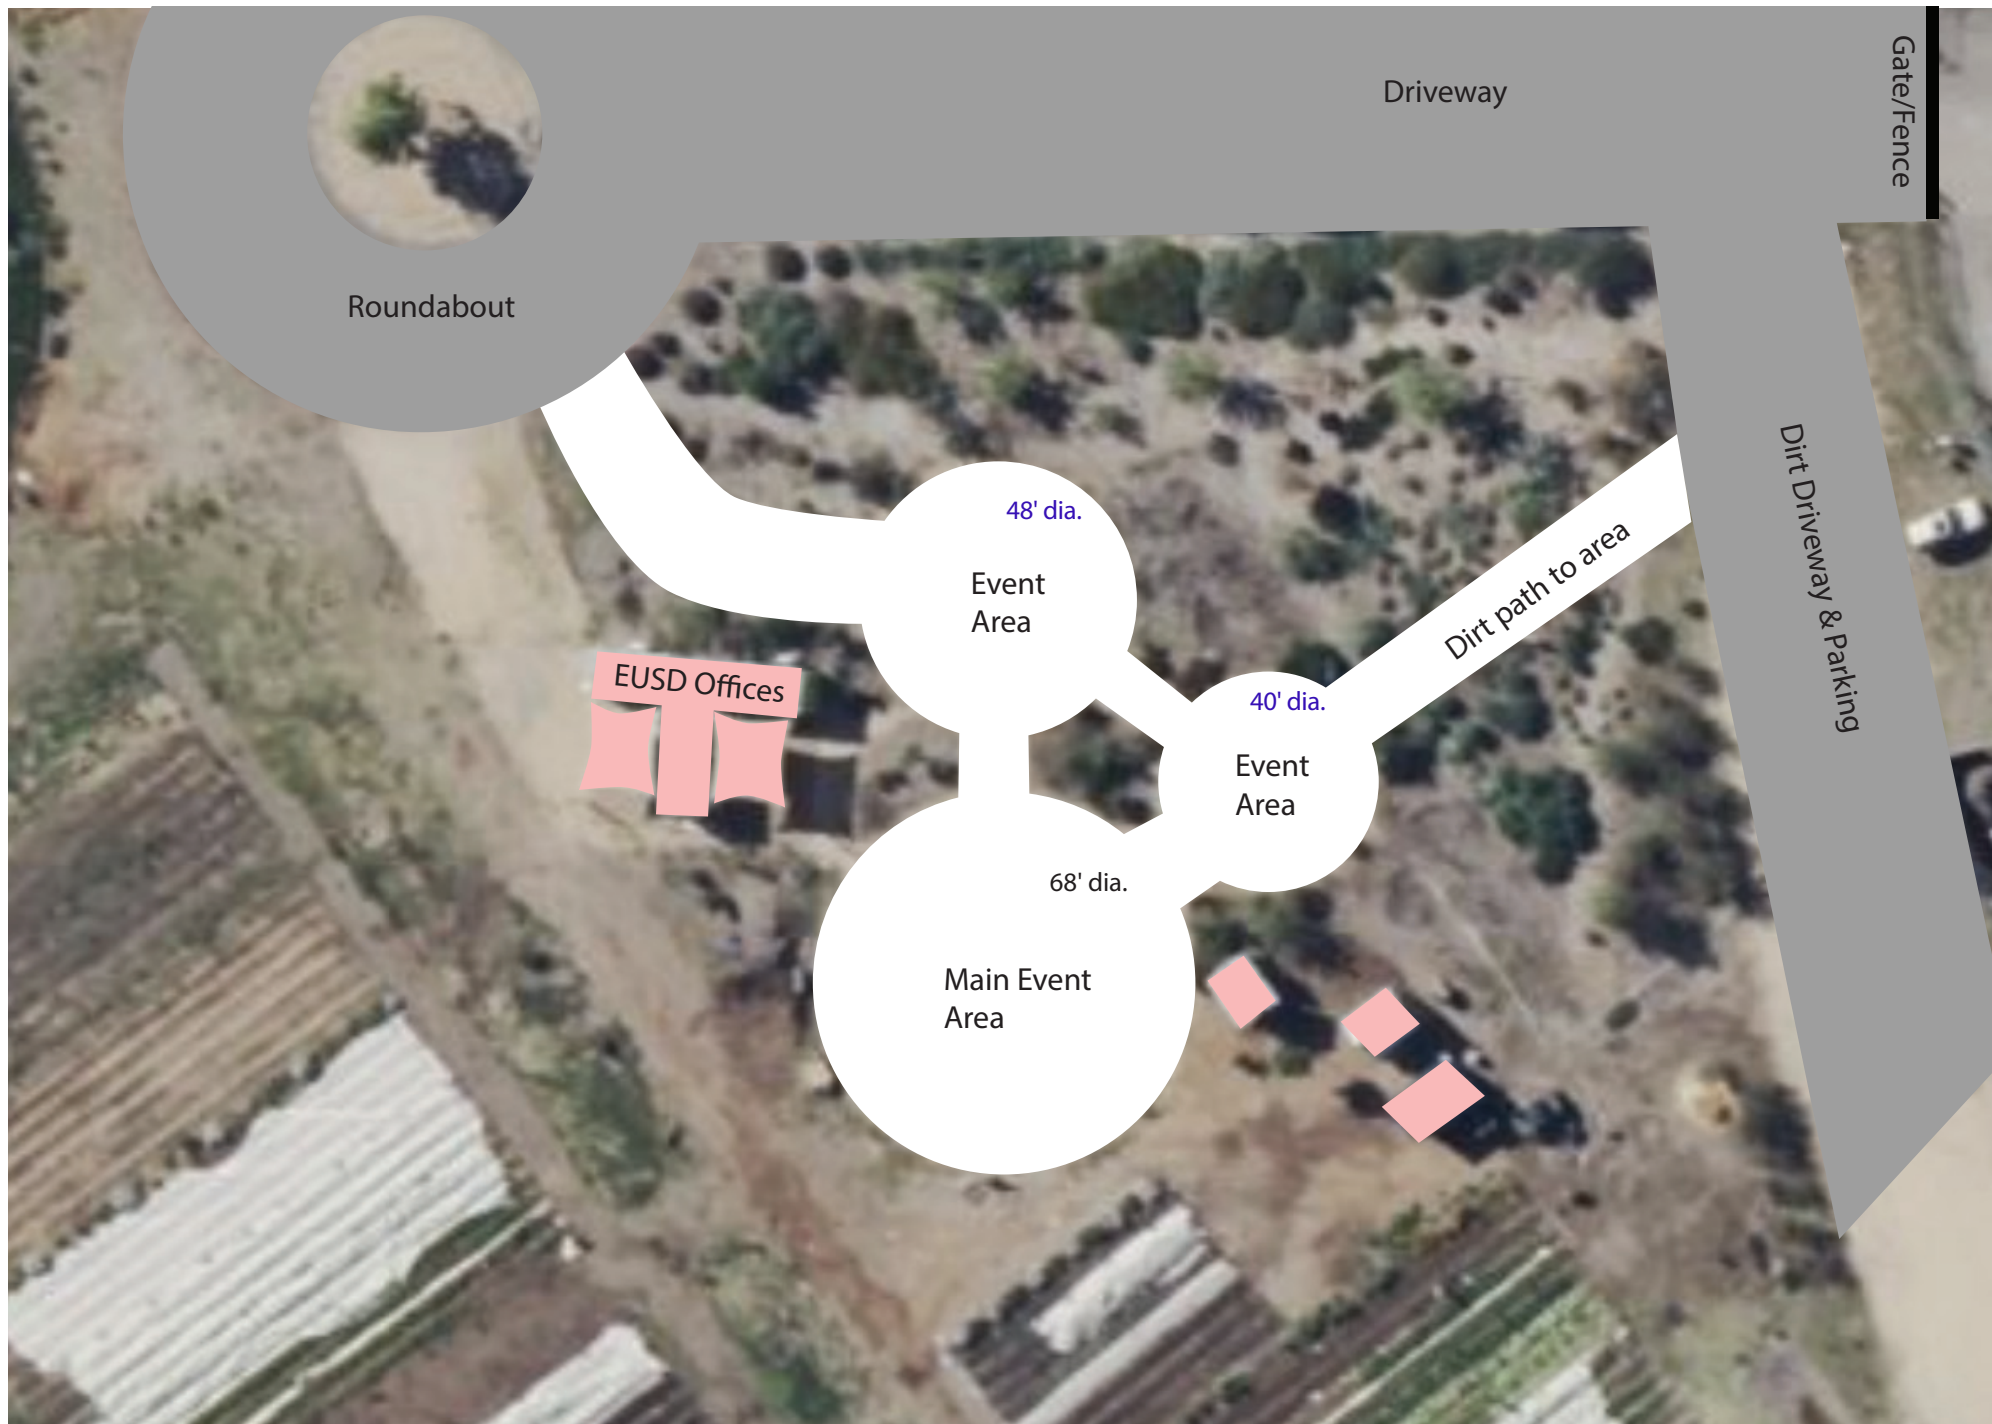 Driveway
Gate/Fence
Roundabout
Dirt Driveway & Parking
48' dia.
Event
Area
Dirt path to area
EUSD Offices
40' dia.
Event
Area
68' dia.
Main Event
Area